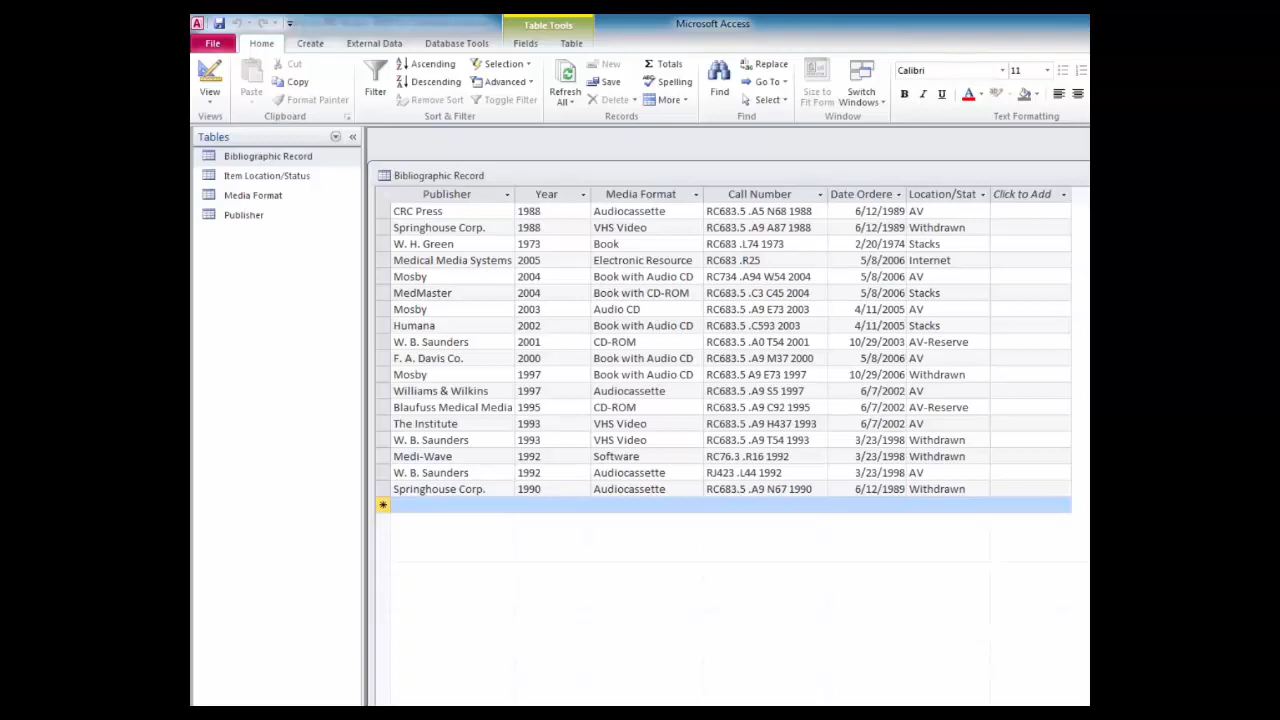 A
Table Tools
Microsoft Access
File Home Create External Data Database Tools Fields Table
View
Views
Paste
Cut
Copy
Format Painter
Clipboard
Filter
Ascending
Descending
Remove Sort
Selection
Advanced
Toggle Filter
Sort & Filter
Refresh
All
New
Save
Delete
Totals
Spelling
More
Records
Find
Replace
Go To
Select
Find
Size to
Fit Form
Switch
Windows
Window
Calibri 11
B I U A
Text Formatting
Tables
Bibliographic Record
Item Location/Status
Media Format
Publisher
Bibliographic Record
Publisher Year Media Format Call Number Date Ordere Location/Stat Click to Add
CRC Press 1988 Audiocassette RC683.5 .A5 N68 1988 6/12/1989 AV
Springhouse Corp. 1988 VHS Video RC683.5 .A9 A87 1988 6/12/1989 Withdrawn
W. H. Green 1973 Book RC683 .L74 1973 2/20/1974 Stacks
Medical Media Systems 2005 Electronic Resource RC683 .R25 5/8/2006 Internet
Mosby 2004 Book with Audio CD RC734 .A94 W54 2004 5/8/2006 AV
MedMaster 2004 Book with CD-ROM RC683.5 .C3 C45 2004 5/8/2006 Stacks
Mosby 2003 Audio CD RC683.5 .A9 E73 2003 4/11/2005 AV
Humana 2002 Book with Audio CD RC683.5 .C593 2003 4/11/2005 Stacks
W. B. Saunders 2001 CD-ROM RC683.5 .A0 T54 2001 10/29/2003 AV-Reserve
F. A. Davis Co. 2000 Book with Audio CD RC683.5 .A9 M37 2000 5/8/2006 AV
Mosby 1997 Book with Audio CD RC683.5 A9 E73 1997 10/29/2006 Withdrawn
Williams & Wilkins 1997 Audiocassette RC683.5 .A9 S5 1997 6/7/2002 AV
Blaufuss Medical Media 1995 CD-ROM RC683.5 .A9 C92 1995 6/7/2002 AV-Reserve
The Institute 1993 VHS Video RC683.5 .A9 H437 1993 6/7/2002 AV
W. B. Saunders 1993 VHS Video RC683.5 .A9 T54 1993 3/23/1998 Withdrawn
Medi-Wave 1992 Software RC76.3 .R16 1992 3/23/1998 Withdrawn
W. B. Saunders 1992 Audiocassette RJ423 .L44 1992 3/23/1998 AV
Springhouse Corp. 1990 Audiocassette RC683.5 .A9 N67 1990 6/12/1989 Withdrawn